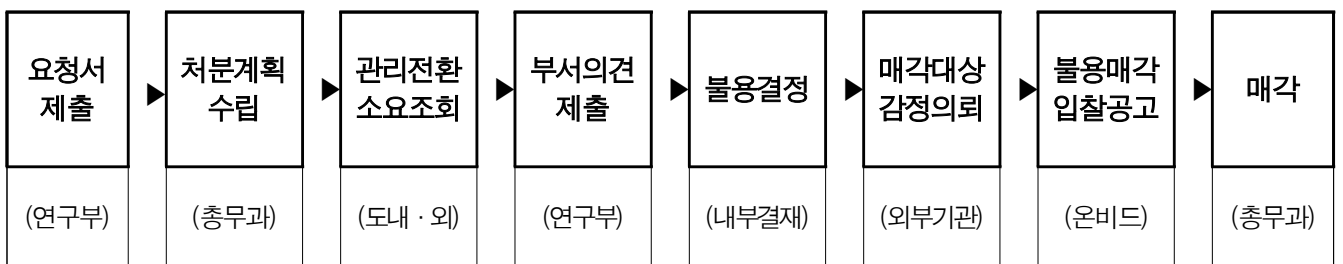 요청서
제출
처분계획
수립
관리전환
소요조회
부서의견
제출
불용결정
매각대상
감정의뢰
불용매각
입찰공고
매각
(연구부)
(총무과)
(도내 · 외)
(연구부)
(내부결재)
(외부기관)
(온비드)
(총무과)